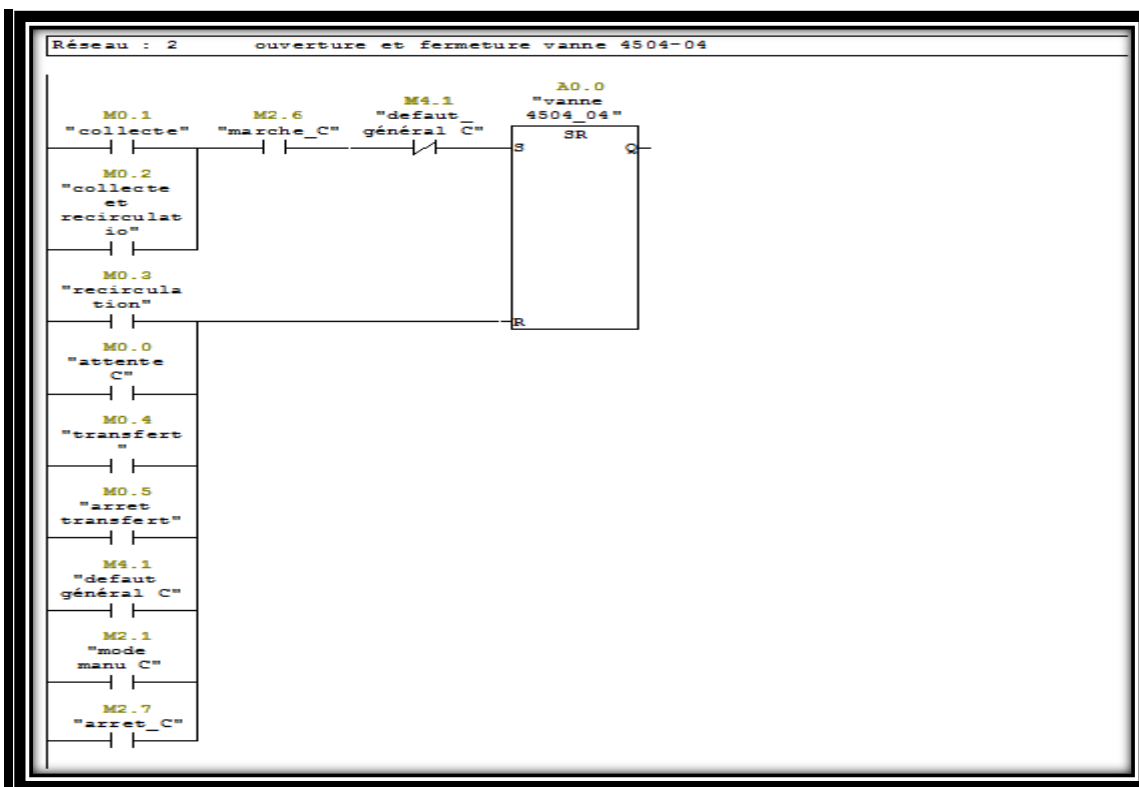 Réseau : 2 ouverture et fermeture vanne 4504-04
M0.1
"collecte"
M2.6
"marche_C"
M4.1
"defaut_
général C"
A0.0
"vanne
4504_04"
SR
S
Q
M0.2
"collecte
et
recirculat
io"
M0.3
"recircula
tion"
R
M0.0
"attente
C"
M0.4
"transfert
"
M0.5
"arret
transfert"
M4.1
"defaut
général C"
M2.1
"mode
manu C"
M2.7
"arret_C"